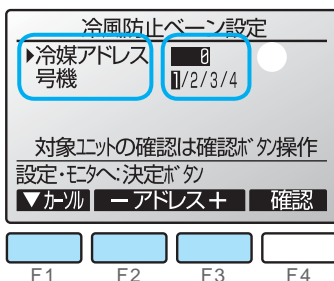 冷風防止ベーン設定
▶冷媒アドレス 0
号機 1/2/3/4
対象ユニットの確認は確認ボタン操作
設定・モニタへ:決定ボタン
▼カーソル －アドレス＋ 確認
F1 F2 F3 F4